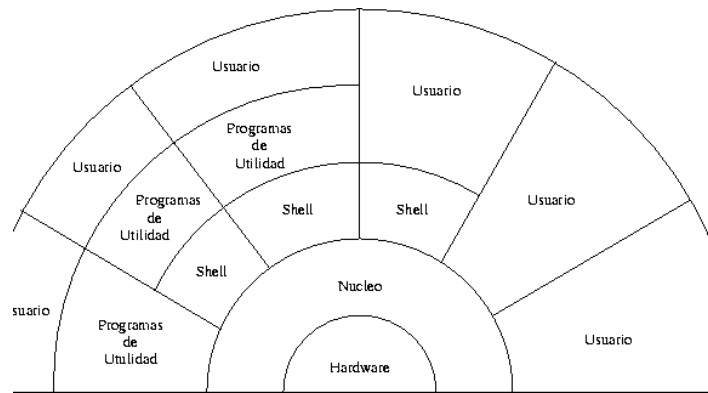 Usuario
Usuario
Programas
de
Utilidad
Usuario
Programas
de
Utilidad
Usuario
Shell
Shell
Shell
Nucleo
suario
Programas
de
Utulidad
Usuario
Hardware